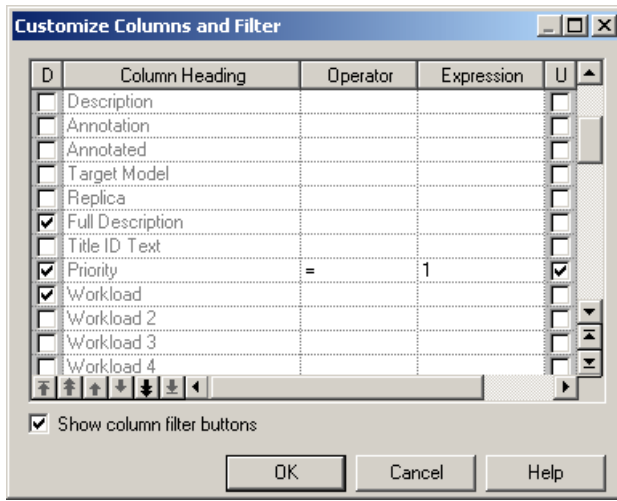 Customize Columns and Filter
D Column Heading Operator Expression U
Description
Annotation
Annotated
Target Model
Replica
Full Description
Title ID Text
Priority = 1
Workload
Workload 2
Workload 3
Workload 4
Show column filter buttons
OK Cancel Help